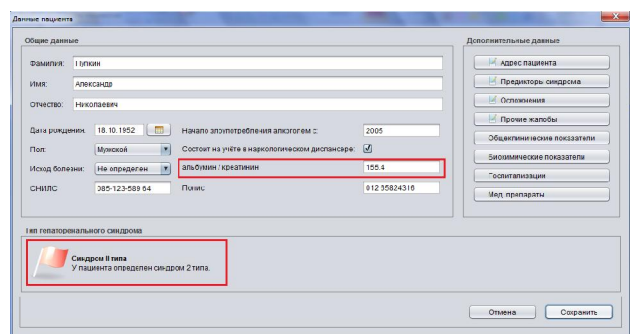 Данные пациента
Общие данные
Фамилия: Пупкин
Имя: Александр
Отчество: Николаевич
Дата рождения: 18.10.1952 Начало злоупотребления алкоголем с: 2005
Пол: Мужской Состоит на учёте в наркологическом диспансере:
Исход болезни: Не определен альбумин / креатинин 155.4
СНИЛС 085-123-589 64 Полис 012 35824316
Дополнительные данные
Адрес пациента
Предикторы синдрома
Осложнения
Прочие жалобы
Общеклинические показатели
Биохимические показатели
Госпитализации
Мед. препараты
Тип гепаторенального синдрома
Синдром II типа
У пациента определен синдром 2 типа.
Отмена Сохранить